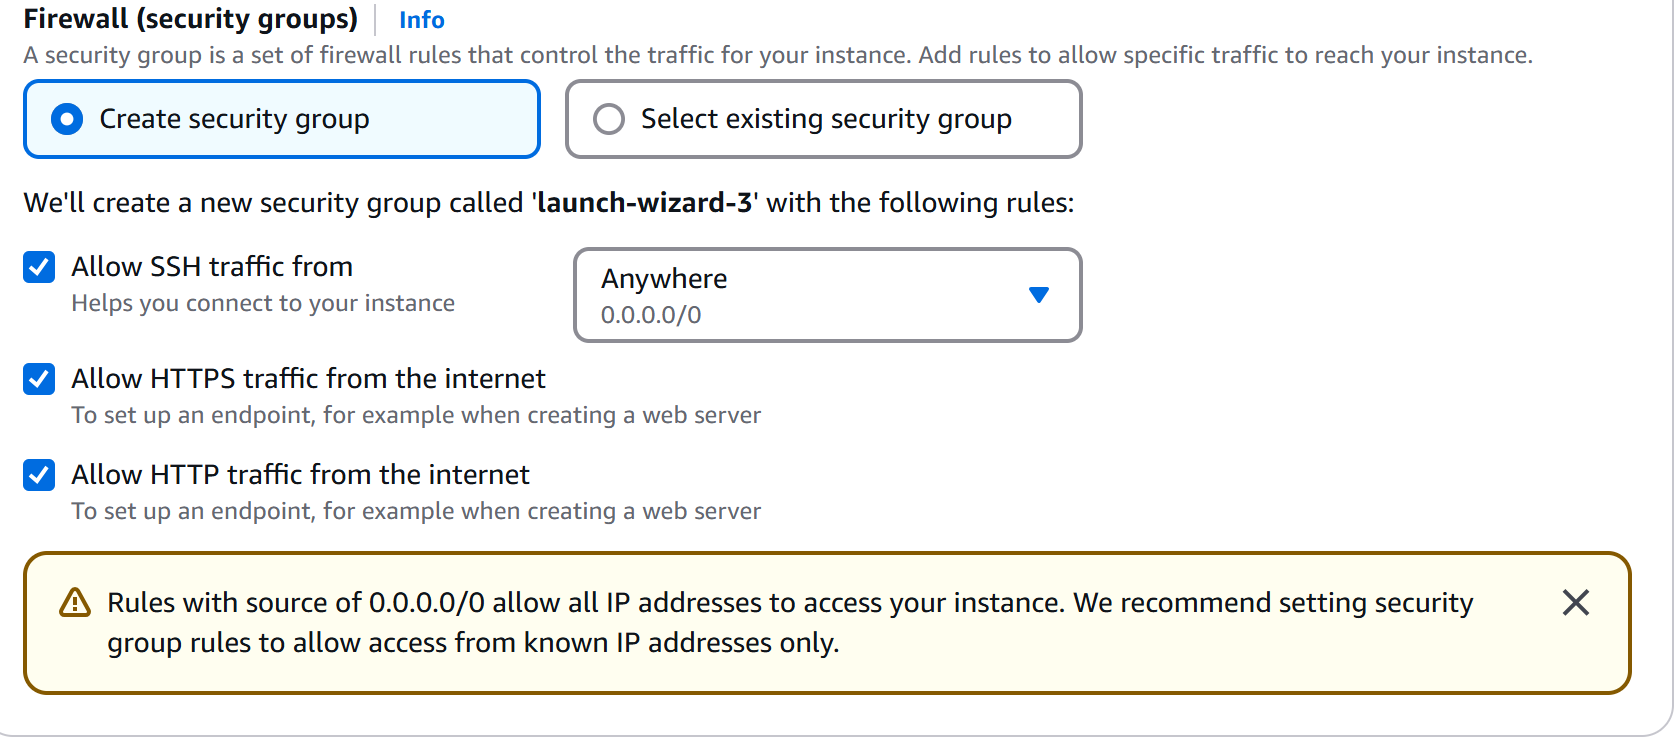 Firewall (security groups) Info
A security group is a set of firewall rules that control the traffic for your instance. Add rules to allow specific traffic to reach your instance.
Create security group
Select existing security group
We'll create a new security group called 'launch-wizard-3' with the following rules:
Allow SSH traffic from
Helps you connect to your instance
Anywhere
0.0.0.0/0
Allow HTTPS traffic from the internet
To set up an endpoint, for example when creating a web server
Allow HTTP traffic from the internet
To set up an endpoint, for example when creating a web server
Rules with source of 0.0.0.0/0 allow all IP addresses to access your instance. We recommend setting security
group rules to allow access from known IP addresses only.